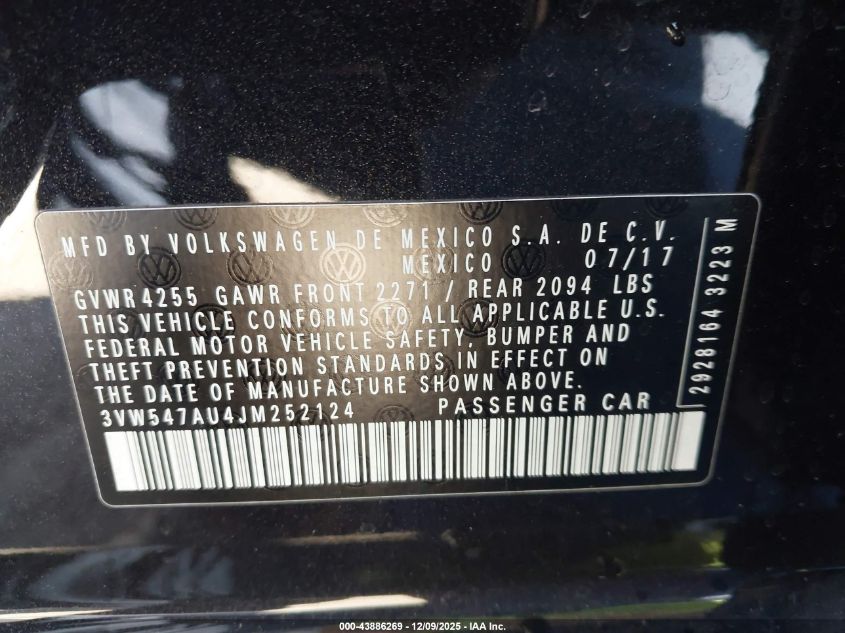 MFD BY VOLKSWAGEN DE MEXICO S.A. DE C.V.
MEXICO 07/17
GVWR 4255 GAWR FRONT 2271 / REAR 2094 LBS
THIS VEHICLE CONFORMS TO ALL APPLICABLE U.S.
FEDERAL MOTOR VEHICLE SAFETY, BUMPER AND
THEFT PREVENTION STANDARDS IN EFFECT ON
THE DATE OF MANUFACTURE SHOWN ABOVE.
3VW547AU4JM252124 PASSENGER CAR
2928164 3223 M
000-43886269 - 12/09/2025 - IAA Inc.